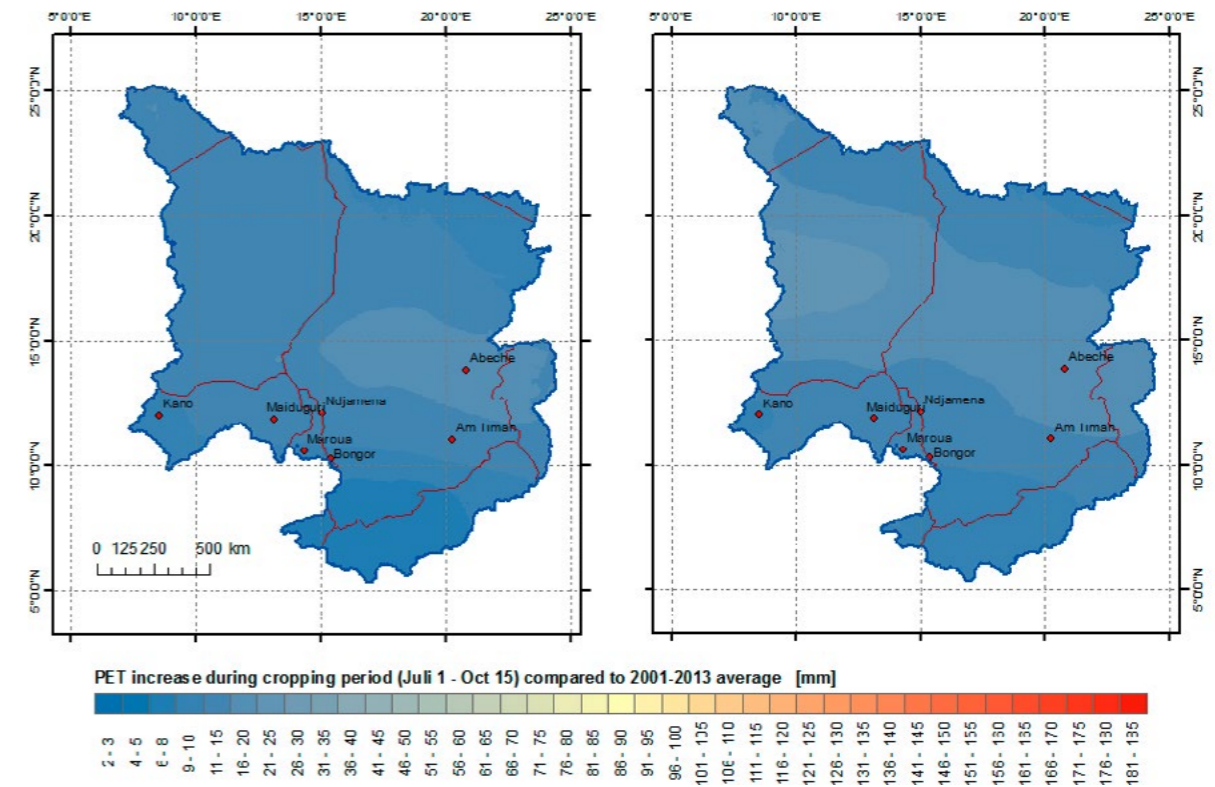 5°0'0"E 10°0'0"E 15°0'0"E 20°0'0"E 25°0'0"E
5°0'0"E 10°0'0"E 15°0'0"E 20°0'0"E 25°0'0"E
25°0'0"N
20°0'0"N
15°0'0"N
10°0'0"N
5°0'0"N
Abeche
Kano
Maiduguri
Ndjamena
Am Timan
Maroua
Bongor
0 125 250 500 km
Abeche
Kano
Maiduguri
Ndjamena
Am Timan
Maroua
Bongor
25°0'0"N
20°0'0"N
15°0'0"N
10°0'0"N
5°0'0"N
PET increase during cropping period (Juli 1 - Oct 15) compared to 2001-2013 average [mm]
2 - 3
4 - 5
6 - 8
9 - 10
11 - 15
16 - 20
21 - 25
26 - 30
31 - 35
36 - 40
41 - 45
46 - 50
51 - 55
56 - 60
61 - 65
66 - 70
71 - 75
76 - 80
81 - 85
86 - 90
91 - 95
96 - 100
101 - 105
106 - 110
111 - 115
116 - 120
121 - 125
126 - 130
131 - 135
136 - 140
141 - 145
146 - 150
151 - 155
156 - 160
161 - 165
166 - 170
171 - 175
176 - 180
181 - 185